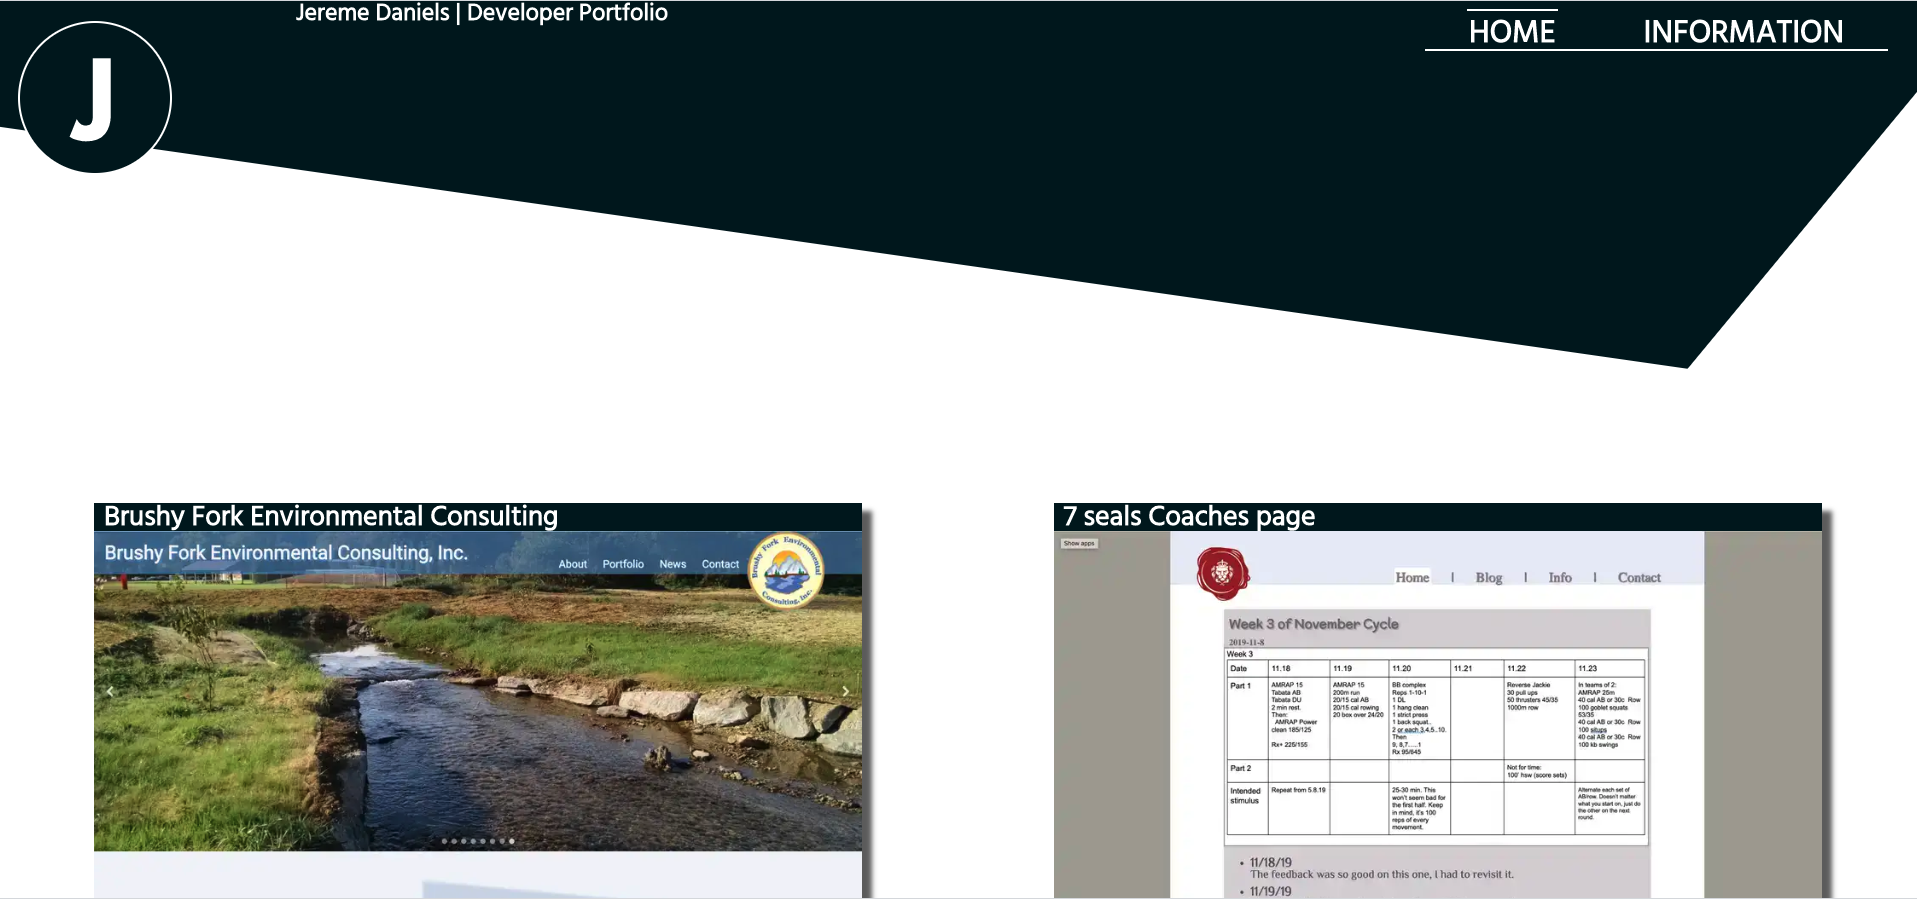 Jereme Daniels | Developer Portfolio
HOME INFORMATION
J
Brushy Fork Environmental Consulting
Brushy Fork Environmental Consulting, Inc.
About Portfolio News Contact
Brushy Fork Environmental
Consulting, Inc.
7 seals Coaches page
Show apps
Home | Blog | Info | Contact
Week 3 of November Cycle
2019-11-8
Week 3
Date 11.18 11.19 11.20 11.21 11.22 11.23
Part 1
AMRAP 15
Tabata AB
Tabata DU
2 min rest.
Then:
AMRAP Power
clean 185/125
Rx+ 225/155
AMRAP 15
200m run
20/15 cal AB
20/15 cal rowing
20 box over 24/20
BB complex
Reps 1-10-1
1 DL
1 hang clean
1 strict press
1 back squat..
2 or each 3,4,5..10.
Then
9, 8,7.....1
Rx 95/645
Reverse Jackie
30 pull ups
50 thrusters 45/35
1000m row
In teams of 2:
AMRAP 25m
40 cal AB or 30c Row
100 goblet squats
53/35
40 cal AB or 30c Row
100 situps
40 cal AB or 30c Row
100 kb swings
Part 2
Not for time:
100' hsw (score sets)
Intended
stimulus
Repeat from 5.8.19
25-30 min. This
won't seem bad for
the first half. Keep
in mind, it's 100
reps of every
movement.
Alternate each set of
AB/row. Doesn't matter
what you start on, just do
the other on the next
round.
• 11/18/19
The feedback was so good on this one, I had to revisit it.
• 11/19/19